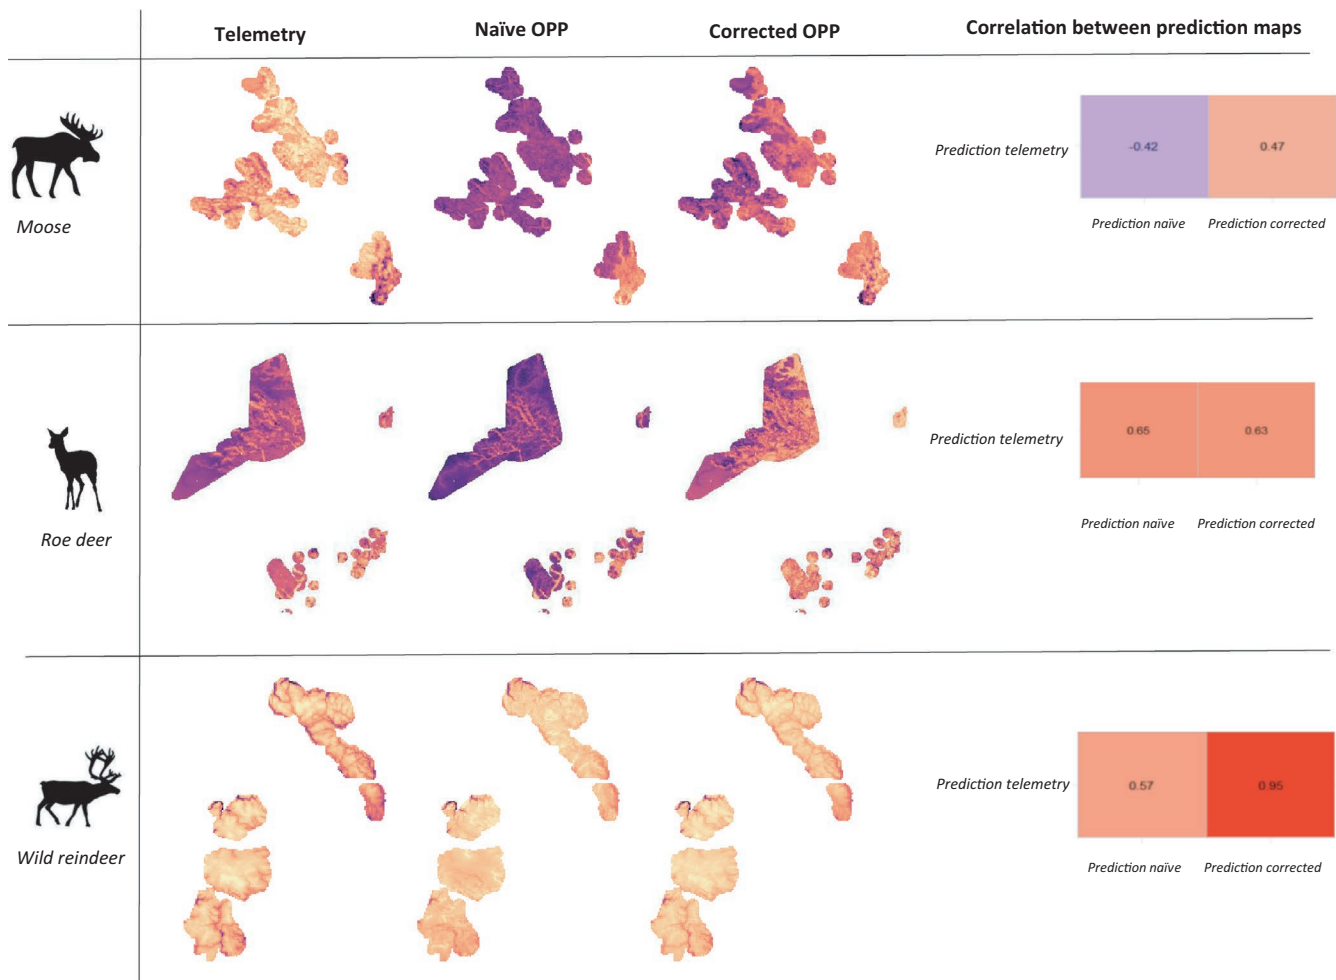 Telemetry
Naïve OPP
Corrected OPP
Correlation between prediction maps
Moose
Prediction telemetry
-0.42
0.47
Prediction naïve
Prediction corrected
Roe deer
Prediction telemetry
0.65
0.63
Prediction naïve
Prediction corrected
Wild reindeer
Prediction telemetry
0.57
0.95
Prediction naïve
Prediction corrected